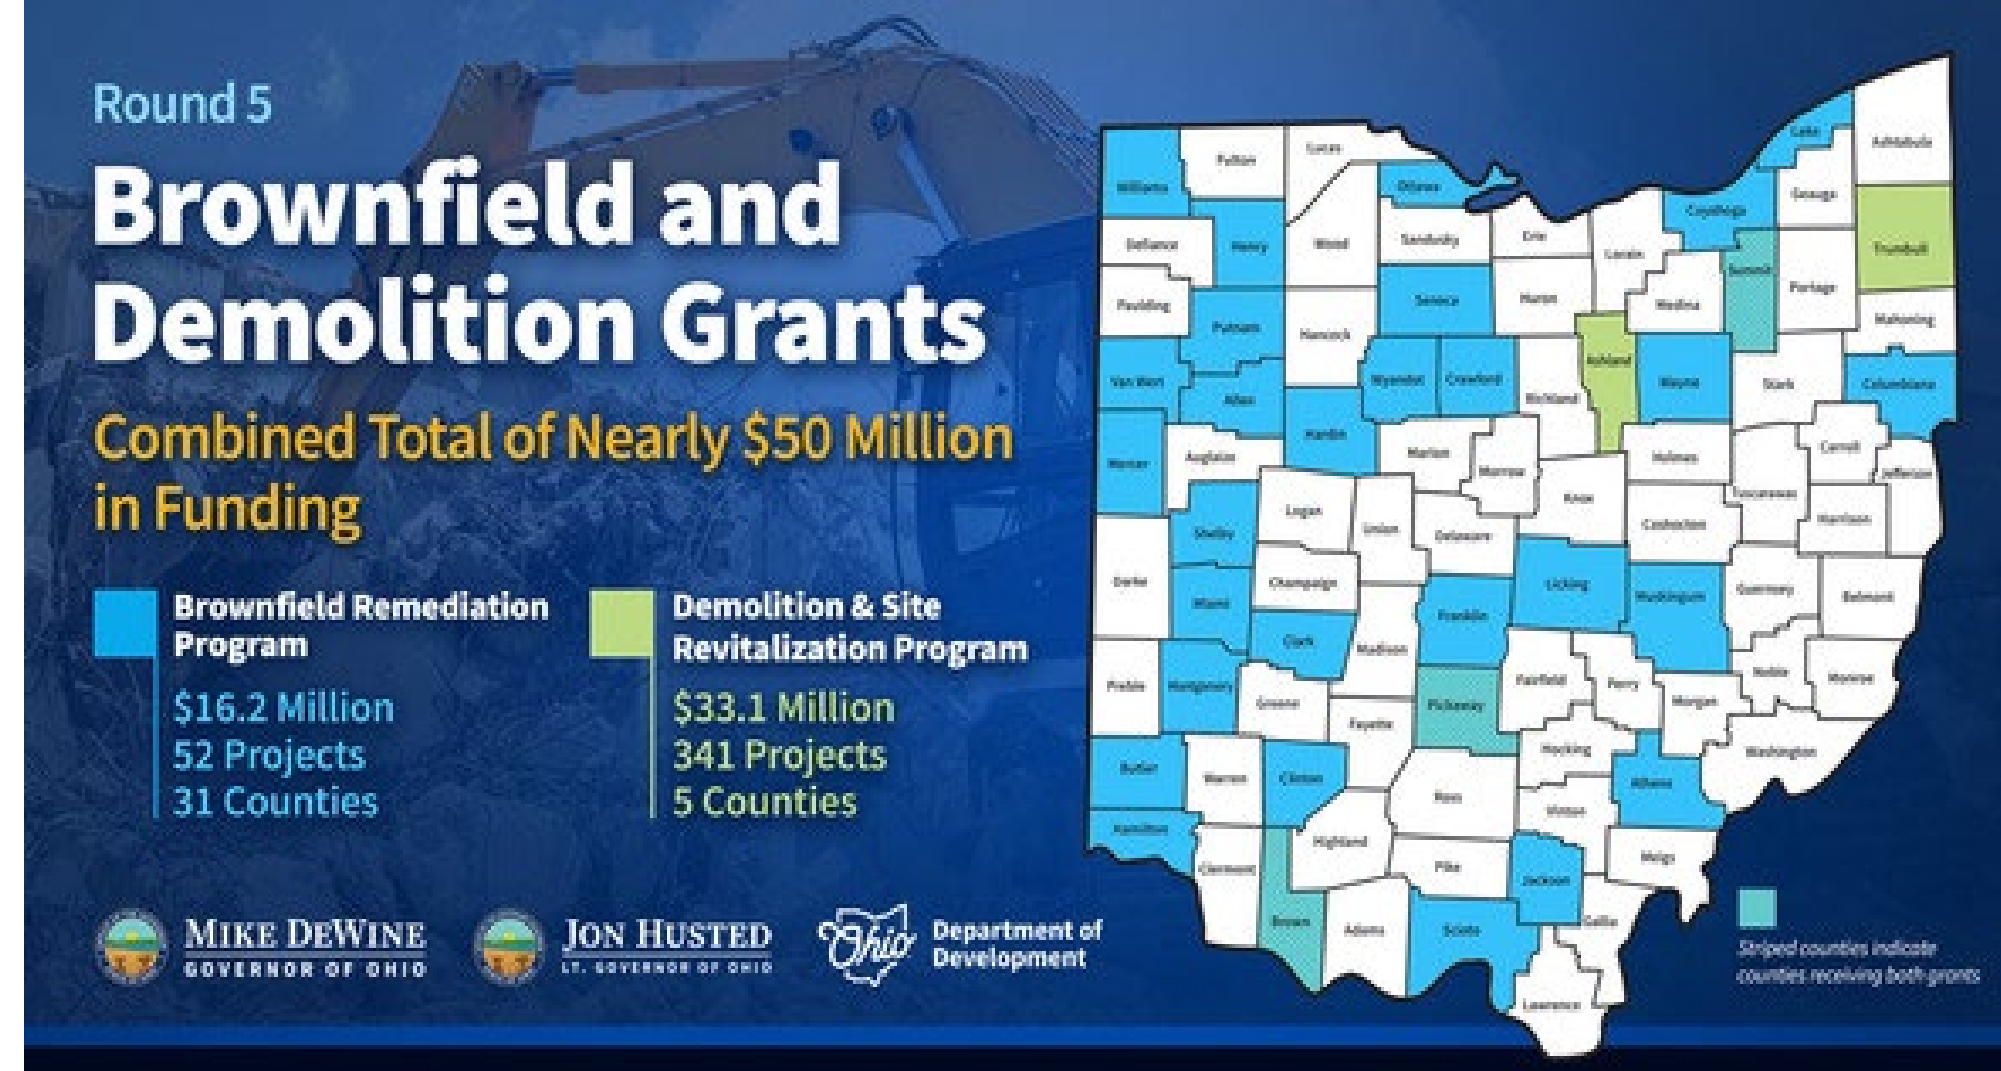 Round 5
Brownfield and
Demolition Grants
Combined Total of Nearly $50 Million
in Funding
Brownfield Remediation
Program
$16.2 Million
52 Projects
31 Counties
Demolition & Site
Revitalization Program
$33.1 Million
341 Projects
5 Counties
MIKE DEWINE
GOVERNOR OF OHIO
JON HUSTED
LT. GOVERNOR OF OHIO
Ohio
Department of
Development
Williams
Fulton
Lucas
Ottawa
Lake
Ashtabula
Geauga
Cuyahoga
Defiance
Henry
Wood
Sandusky
Erie
Lorain
Summit
Trumbull
Paulding
Putnam
Hancock
Seneca
Huron
Medina
Portage
Mahoning
Van Wert
Allen
Wyandot
Crawford
Richland
Ashland
Wayne
Stark
Columbiana
Mercer
Auglaize
Hardin
Marion
Morrow
Holmes
Carroll
Jefferson
Shelby
Logan
Union
Delaware
Knox
Coshocton
Tuscarawas
Harrison
Darke
Miami
Champaign
Franklin
Licking
Muskingum
Guernsey
Belmont
Clark
Madison
Preble
Montgomery
Greene
Fayette
Pickaway
Fairfield
Perry
Morgan
Noble
Monroe
Butler
Warren
Clinton
Ross
Hocking
Vinton
Athens
Washington
Hamilton
Clermont
Brown
Highland
Pike
Jackson
Meigs
Adams
Scioto
Gallia
Lawrence
Striped counties indicate
counties receiving both grants